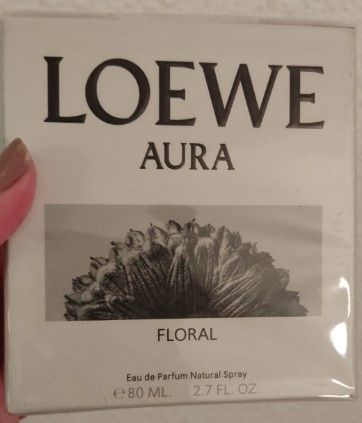 LOEWE
AURA
FLORAL
Eau de Parfum Natural Spray
℮80 ML. 2.7 FL. OZ.